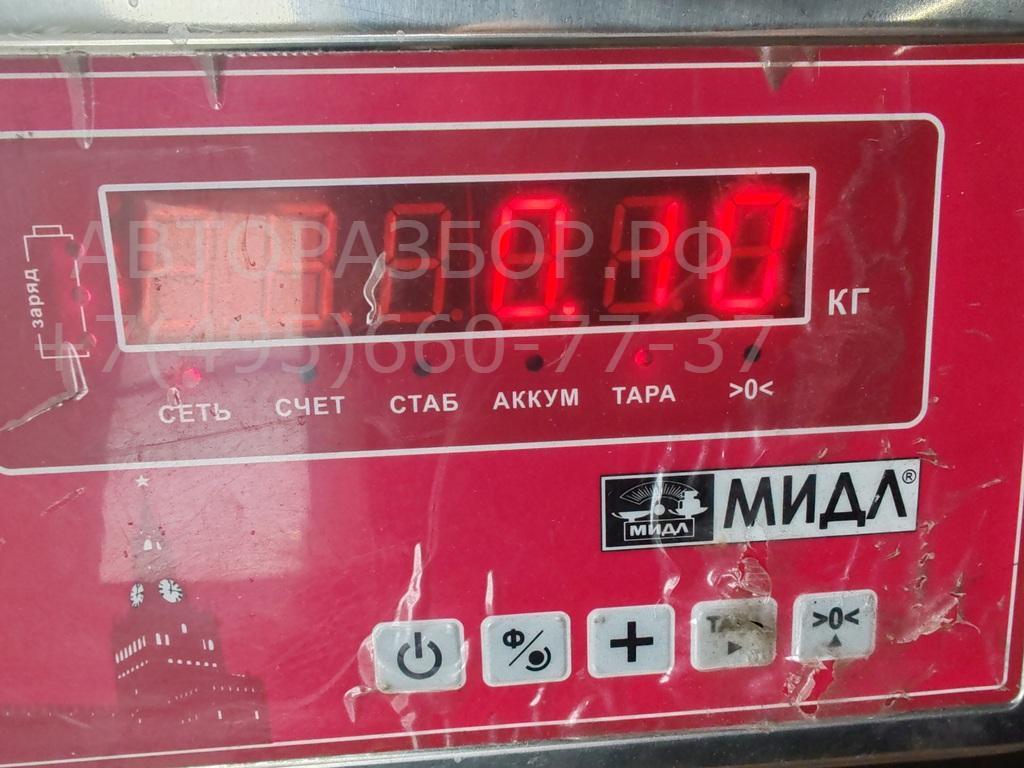 АВТОРАЗБОР.РФ
0.10
кг
заряд
+7(495)660-77-37
СЕТЬ СЧЕТ СТАБ АККУМ ТАРА >0<
МИДЛ МИДЛ®
Ф/
+
>0<